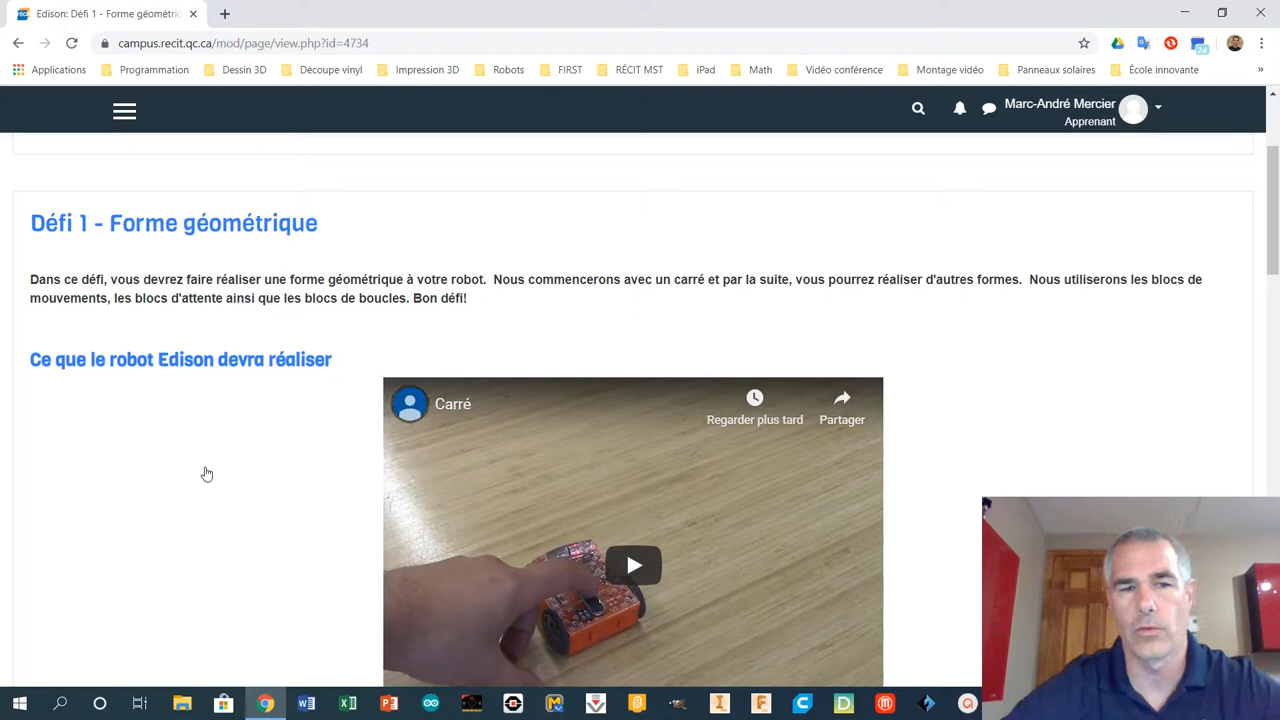 Edison: Défi 1 - Forme géométric
campus.recit.qc.ca/mod/page/view.php?id=4734
Applications Programmation Dessin 3D Découpe vinyl Impression 3D Robots FIRST RÉCIT MST iPad Math Vidéo conférence Montage vidéo Panneaux solaires École innovante
Marc-André Mercier
Apprenant
Défi 1 - Forme géométrique
Dans ce défi, vous devrez faire réaliser une forme géométrique à votre robot. Nous commencerons avec un carré et par la suite, vous pourrez réaliser d'autres formes. Nous utiliserons les blocs de
mouvements, les blocs d'attente ainsi que les blocs de boucles. Bon défi!
Ce que le robot Edison devra réaliser
Carré
Regarder plus tard
Partager